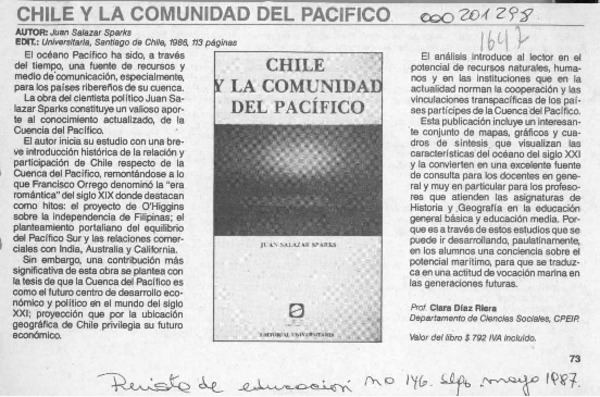 CHILE Y LA COMUNIDAD DEL PACIFICO
000201298
1647
AUTOR: Juan Salazar Sparks
EDIT.: Universitaria, Santiago de Chile, 1986, 113 páginas
El océano Pacífico ha sido, a través
del tiempo, una fuente de recursos y
medio de comunicación, especialmente,
para los países ribereños de su cuenca.
La obra del cientista político Juan Sa-
lazar Sparks constituye un valioso apor-
te al conocimiento actualizado, de la
Cuencia del Pacífico.
El autor inicia su estudio con una bre-
ve introducción histórica de la relación y
participación de Chile respecto de la
Cuenca del Pacífico, remontándose a lo
que Francisco Orrego denominó la "era
romántica" del siglo XIX donde destacan
como hitos: el proyecto de O'Higgins
sobre la independencia de Filipinas; el
planteamiento portaliano del equilibrio
del Pacífico Sur y las relaciones comer-
ciales con India, Australia y California.
Sin embargo, una contribución más
significativa de esta obra se plantea con
la tesis de que la Cuenca del Pacífico es
como el futuro centro de desarrollo eco-
nómico y político en el mundo del siglo
XXI; proyección que por la ubicación
geográfica de Chile privilegia su futuro
económico.
CHILE
Y LA COMUNIDAD
DEL PACÍFICO
JUAN SALAZAR SPARKS
EDITORIAL UNIVERSITARIA
El análisis introduce al lector en el
potencial de recursos naturales, huma-
nos y en las instituciones que en la
actualidad norman la cooperación y las
vinculaciones transpacíficas de los paí-
ses partícipes de la Cuenca del Pacífico.
Esta publicación incluye un interesan-
te conjunto de mapas, gráficos y cua-
dros de síntesis que visualizan las
características del océano del siglo XXI
y la convierten en una excelente fuente
de consulta para los docentes en gene-
ral y muy en particular para los profeso-
res que atienden las asignaturas de
Historia y Geografía en la educación
general básica y educación media. Por-
que es a través de estos estudios que se
puede ir desarrollando, paulatinamente,
en los alumnos una conciencia sobre el
potencial marítimo, para que se traduz-
ca en una actitud de vocación marina en
las generaciones futuras.
Prof. Clara Díaz Riera
Departamento de Ciencias Sociales, CPEIP.
Valor del libro $ 792 IVA incluido.
73
Revista de educación no 146. Stgo. mayo 1987.